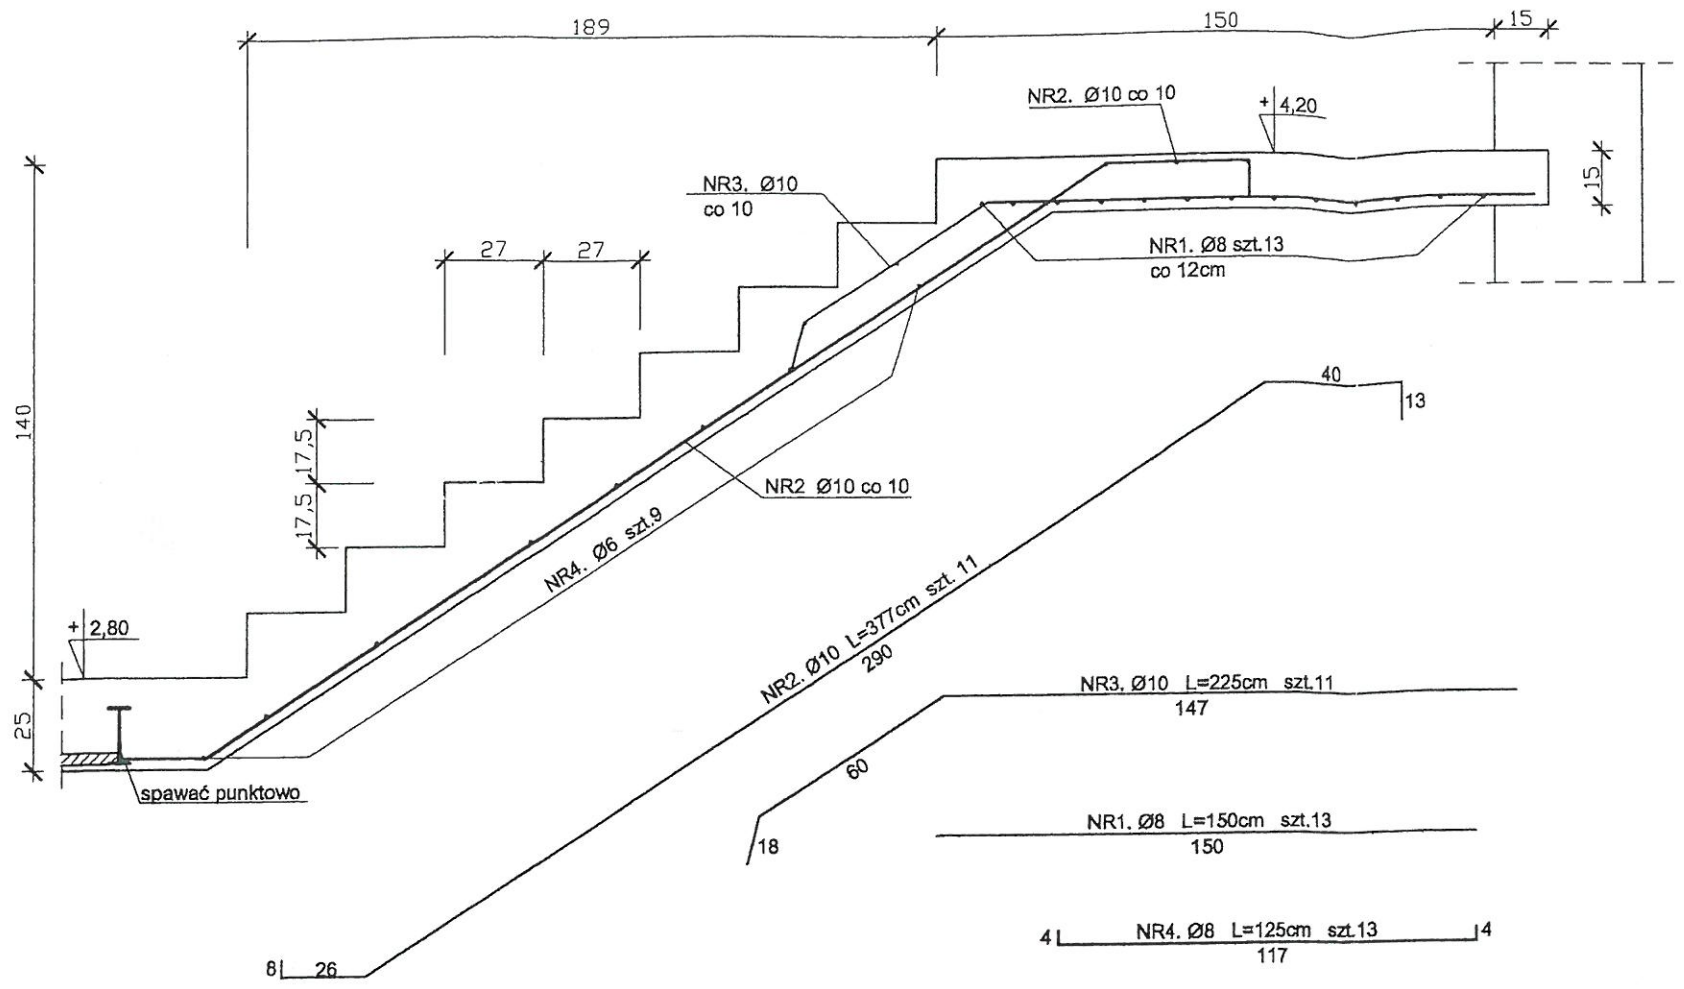 189
150
15
NR2. Ø10 co 10
+ 4,20
15
NR3. Ø10
co 10
NR1. Ø8 szt.13
co 12cm
27
27
140
17,5
17,5
40
13
NR2 Ø10 co 10
NR4. Ø6 szt.9
+ 2,80
25
spawać punktowo
NR2. Ø10 L=377cm szt. 11
290
NR3. Ø10 L=225cm szt.11
147
60
18
NR1. Ø8 L=150cm szt.13
150
4
NR4. Ø8 L=125cm szt.13
4
117
8
26